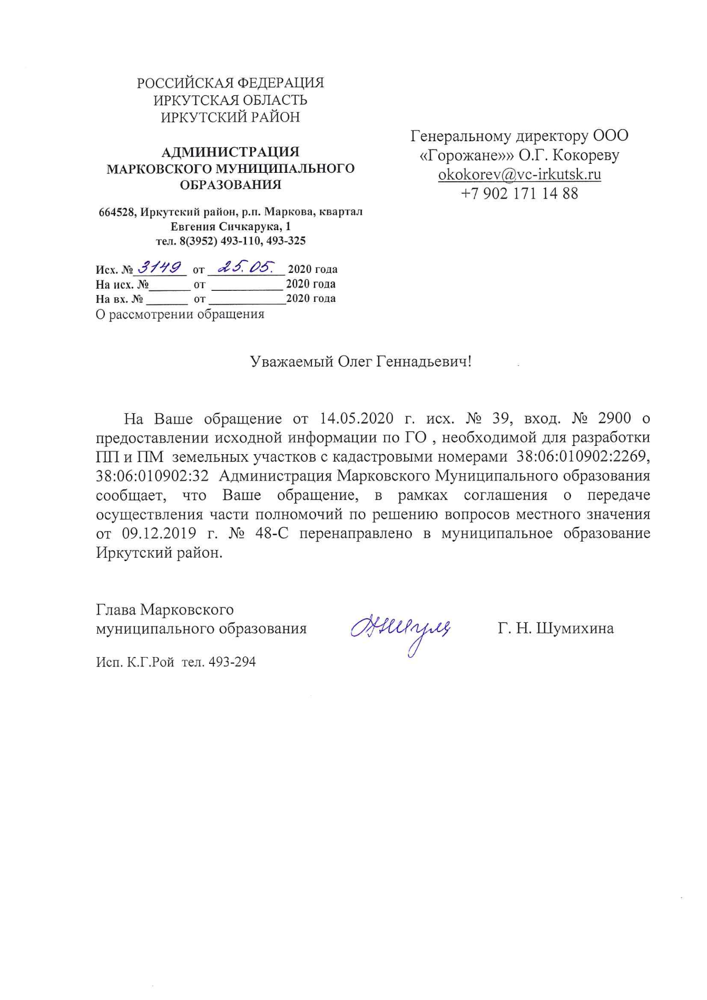 РОССИЙСКАЯ ФЕДЕРАЦИЯ
ИРКУТСКАЯ ОБЛАСТЬ
ИРКУТСКИЙ РАЙОН
АДМИНИСТРАЦИЯ
МАРКОВСКОГО МУНИЦИПАЛЬНОГО
ОБРАЗОВАНИЯ
664528, Иркутский район, р.п. Маркова, квартал
Евгения Сичкарука, 1
тел. 8(3952) 493-110, 493-325
Исх. № 3149 от 25.05. 2020 года
На исх. №______ от __________ 2020 года
На вх. № ______ от ___________2020 года
О рассмотрении обращения
Генеральному директору ООО
«Горожане»» О.Г. Кокореву
okokorev@vc-irkutsk.ru
+7 902 171 14 88
Уважаемый Олег Геннадьевич!
На Ваше обращение от 14.05.2020 г. исх. № 39, вход. № 2900 о
предоставлении исходной информации по ГО , необходимой для разработки
ПП и ПМ земельных участков с кадастровыми номерами 38:06:010902:2269,
38:06:010902:32 Администрация Марковского Муниципального образования
сообщает, что Ваше обращение, в рамках соглашения о передаче
осуществления части полномочий по решению вопросов местного значения
от 09.12.2019 г. № 48-С перенаправлено в муниципальное образование
Иркутский район.
Глава Марковского
муниципального образования Г. Н. Шумихина
Исп. К.Г.Рой тел. 493-294